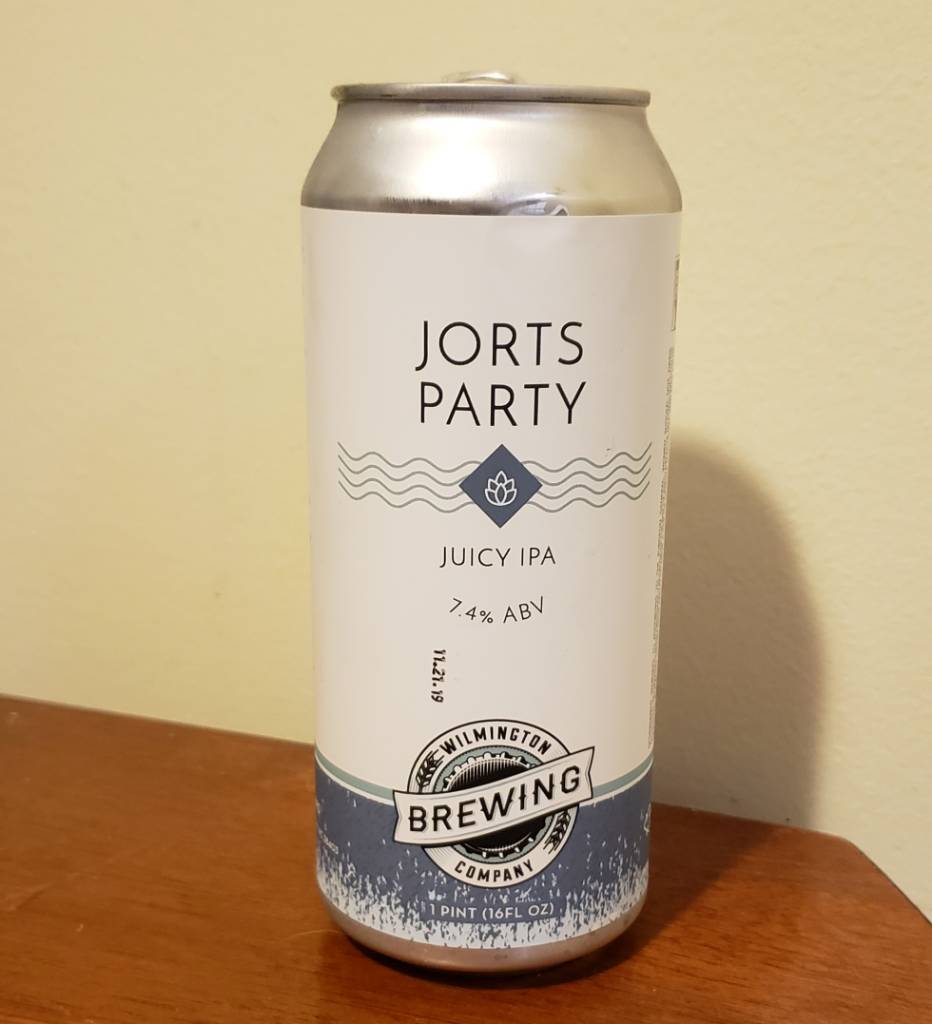 JORTS
PARTY
JUICY IPA
7.4% ABV
11.21.19
WILMINGTON
BREWING
COMPANY
1 PINT (16FL OZ)